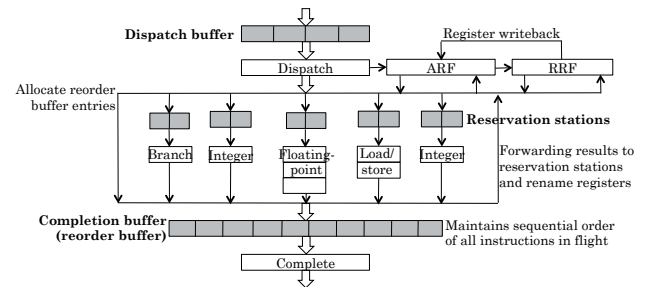 Register writeback
Dispatch buffer
Dispatch
ARF
RRF
Allocate reorder
buffer entries
Reservation stations
Branch
Integer
Floating-
point
Load/
store
Integer
Forwarding results to
reservation stations
and rename registers
Completion buffer
(reorder buffer)
Maintains sequential order
of all instructions in flight
Complete